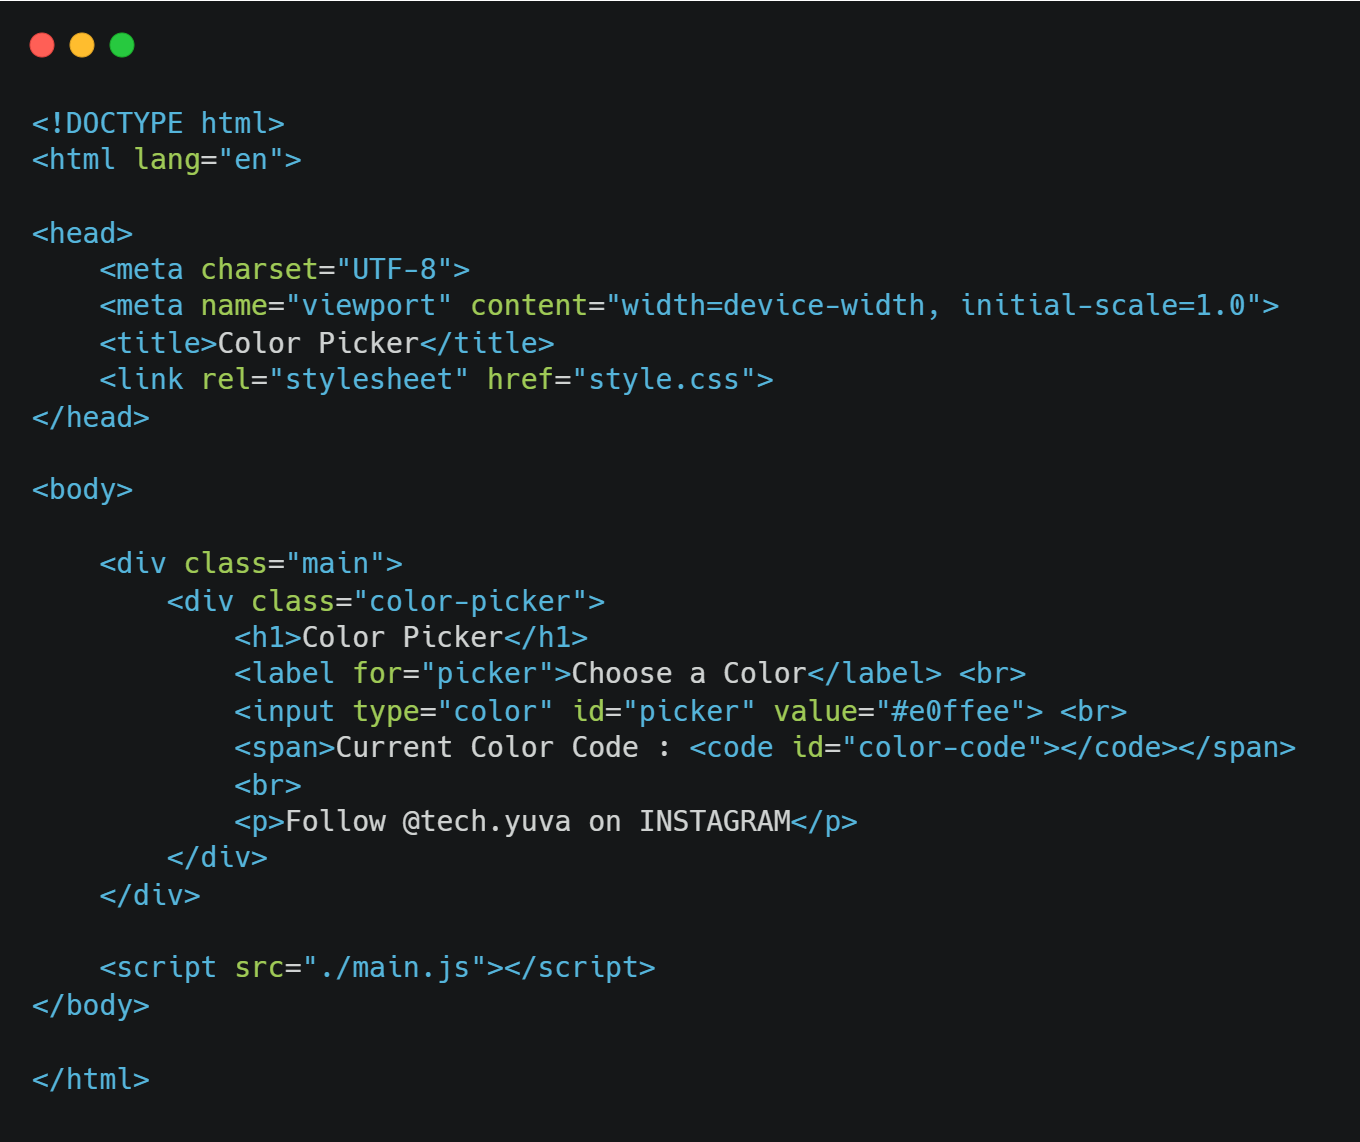 <!DOCTYPE html>
<html lang="en">
<head>
    <meta charset="UTF-8">
    <meta name="viewport" content="width=device-width, initial-scale=1.0">
    <title>Color Picker</title>
    <link rel="stylesheet" href="style.css">
</head>
<body>
    <div class="main">
        <div class="color-picker">
            <h1>Color Picker</h1>
            <label for="picker">Choose a Color</label> <br>
            <input type="color" id="picker" value="#e0ffee"> <br>
            <span>Current Color Code : <code id="color-code"></code></span>
            <br>
            <p>Follow @tech.yuva on INSTAGRAM</p>
        </div>
    </div>
    <script src="./main.js"></script>
</body>
</html>